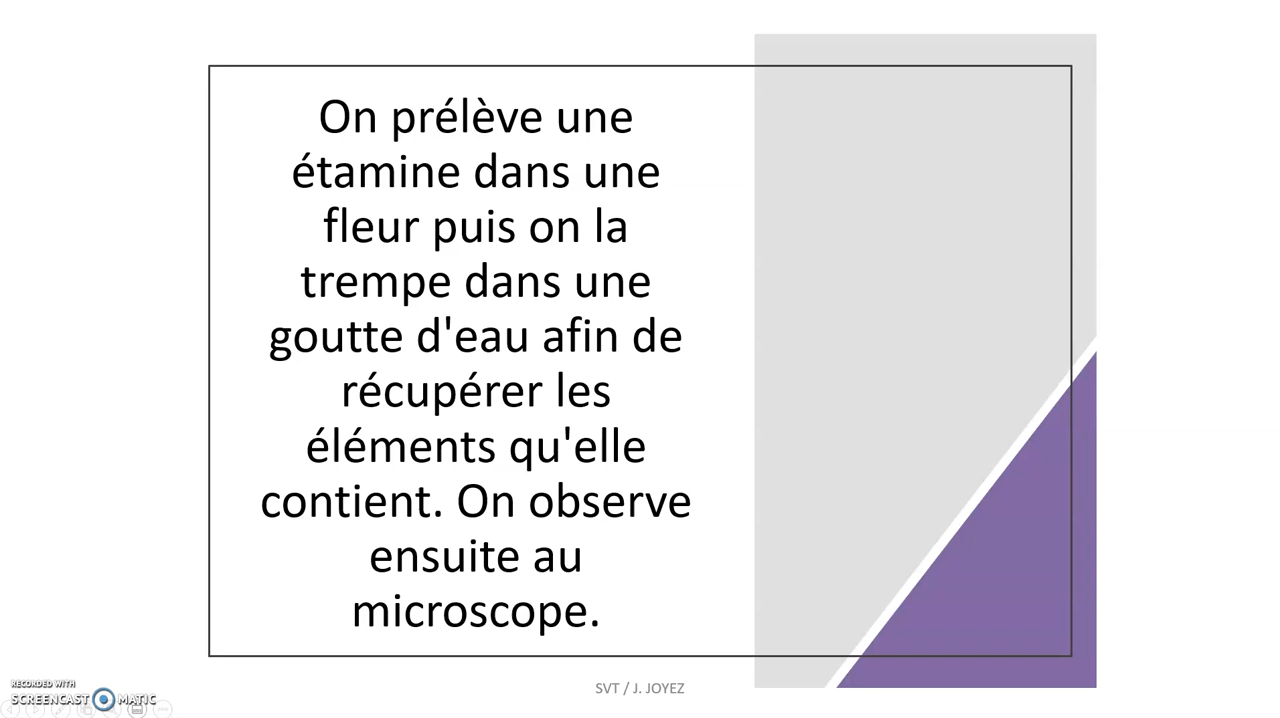 On prélève une
étamine dans une
fleur puis on la
trempe dans une
goutte d'eau afin de
récupérer les
éléments qu'elle
contient. On observe
ensuite au
microscope.
SVT / J. JOYEZ
RECORDED WITH
SCREENCAST MATIC